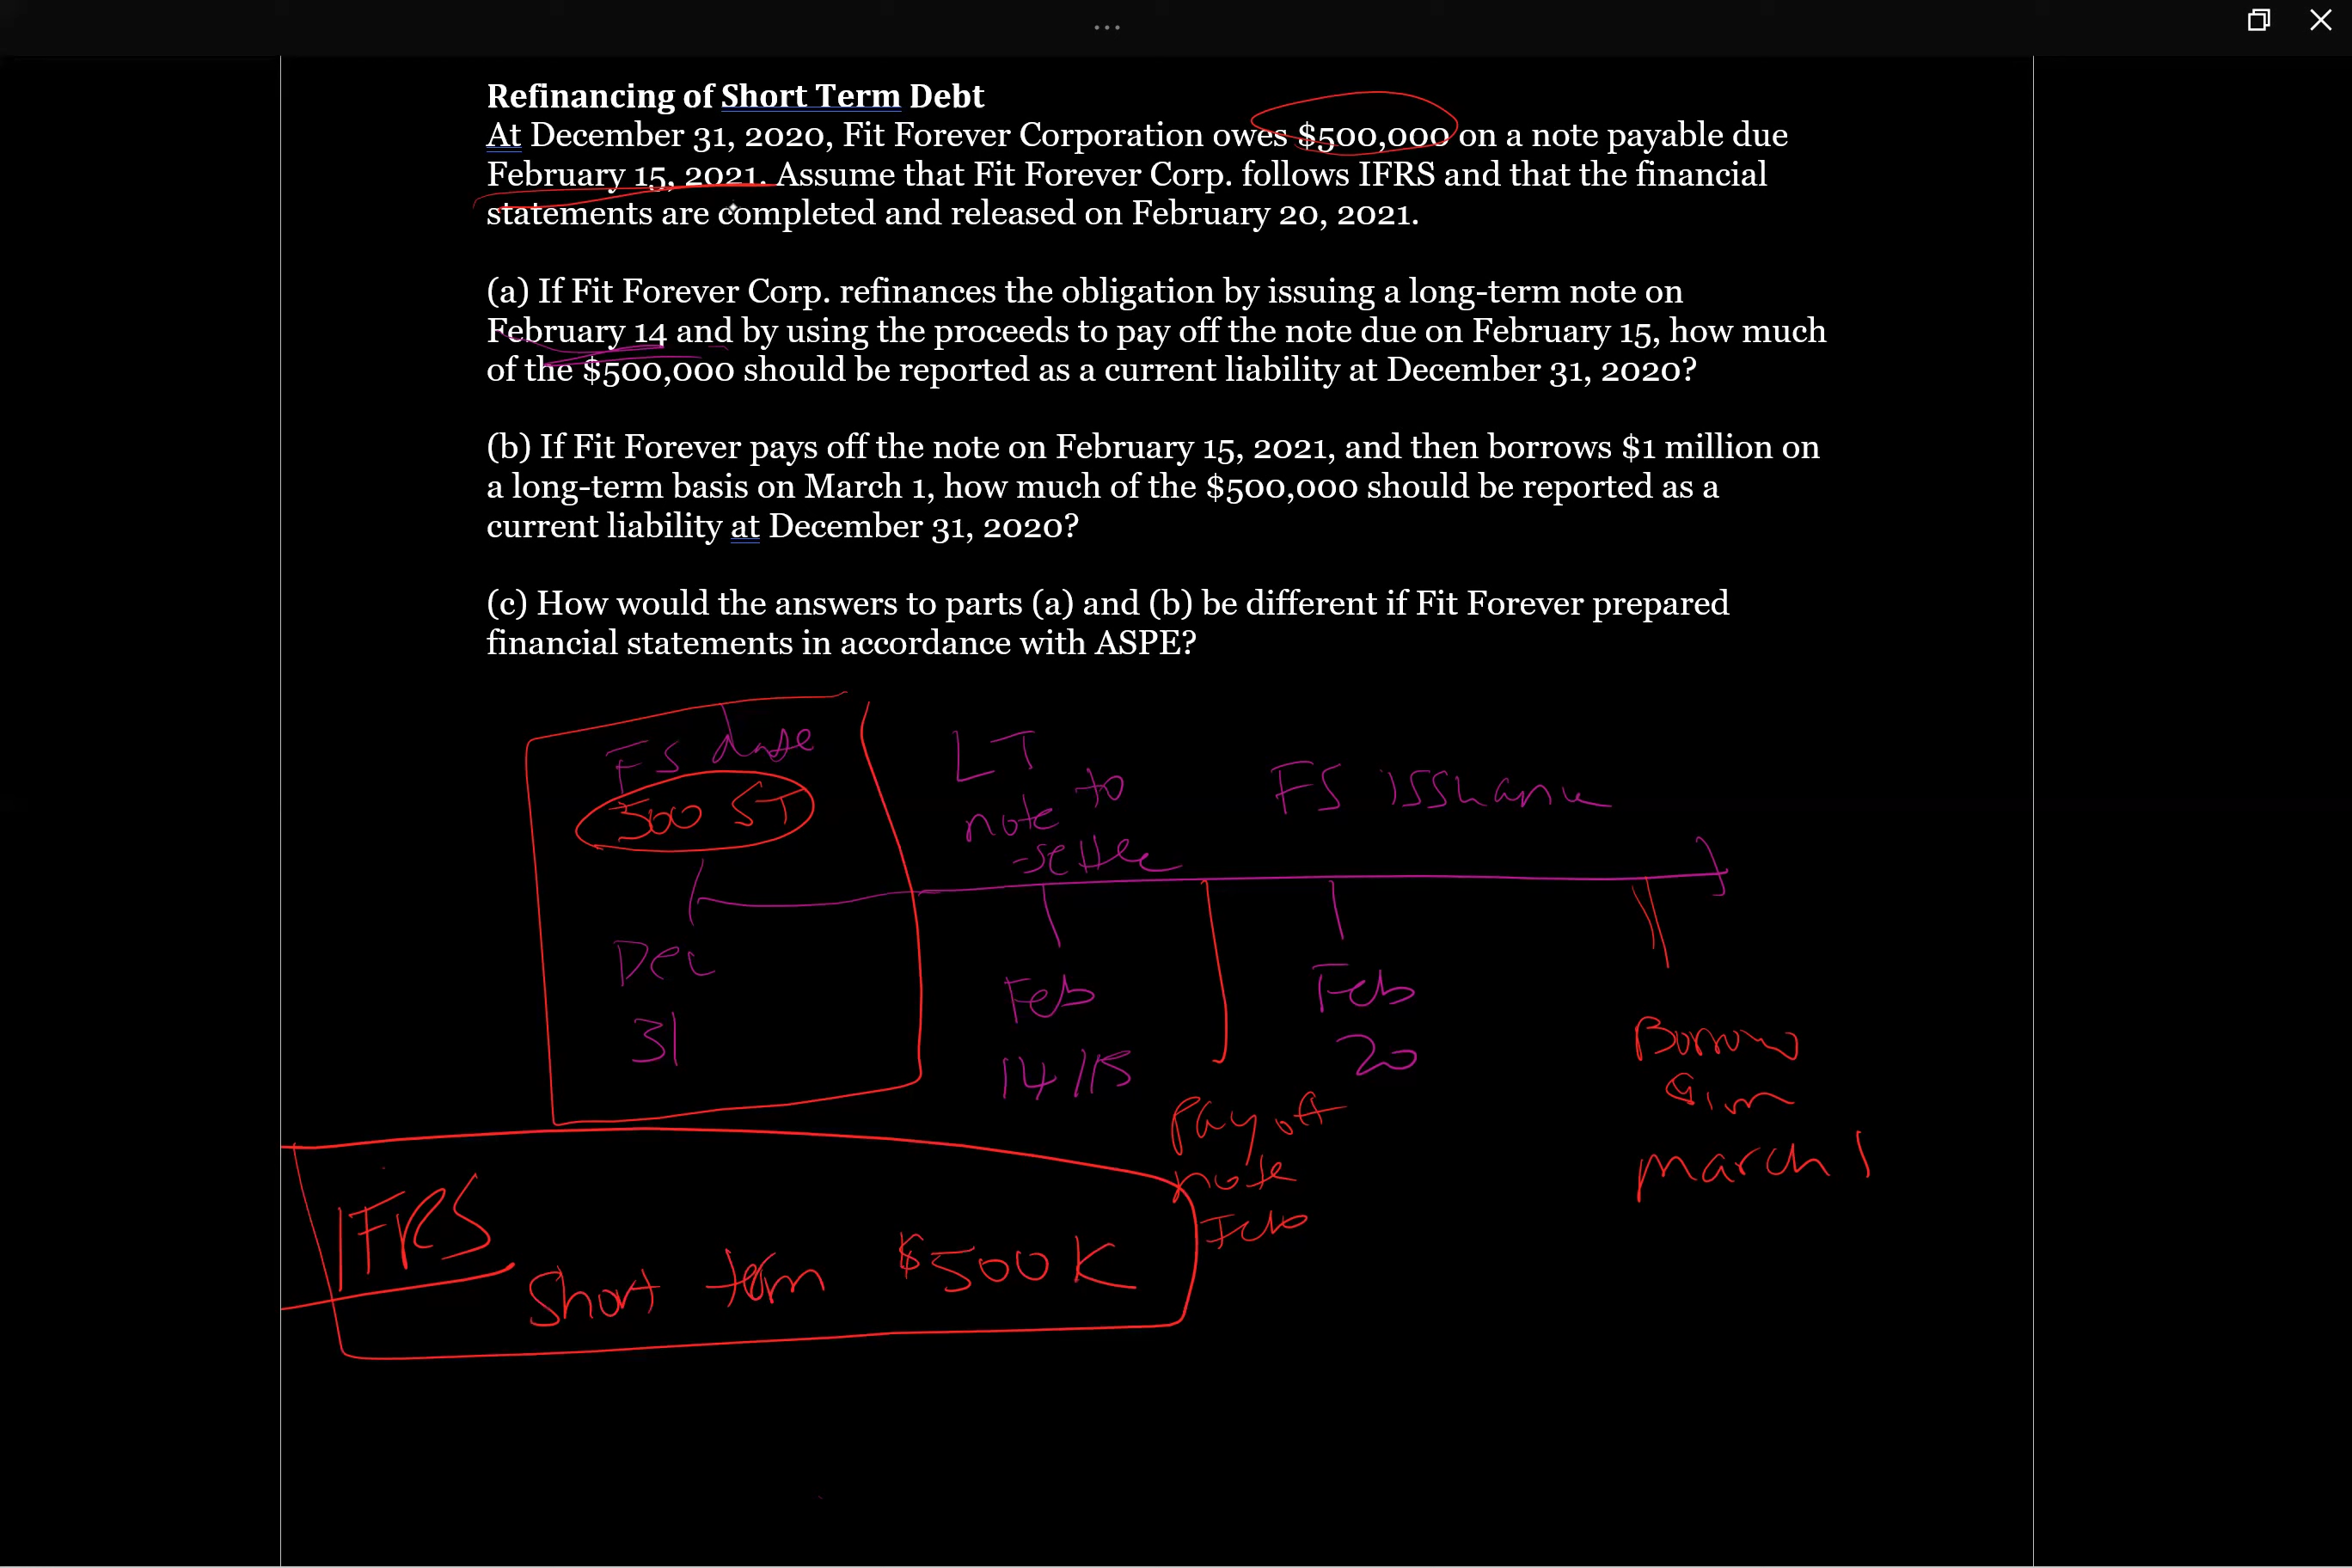 Refinancing of Short Term Debt
At December 31, 2020, Fit Forever Corporation owes $500,000 on a note payable due
February 15, 2021. Assume that Fit Forever Corp. follows IFRS and that the financial
statements are completed and released on February 20, 2021.
(a) If Fit Forever Corp. refinances the obligation by issuing a long-term note on
February 14 and by using the proceeds to pay off the note due on February 15, how much
of the $500,000 should be reported as a current liability at December 31, 2020?
(b) If Fit Forever pays off the note on February 15, 2021, and then borrows $1 million on
a long-term basis on March 1, how much of the $500,000 should be reported as a
current liability at December 31, 2020?
(c) How would the answers to parts (a) and (b) be different if Fit Forever prepared
financial statements in accordance with ASPE?
FS date
500 ST
LT
note to
settle
FS issuance
Dec
31
Feb
14/15
Feb
20
Pay off
note
Feb
Borrow
$1m
march 1
IFRS
Short term $500K